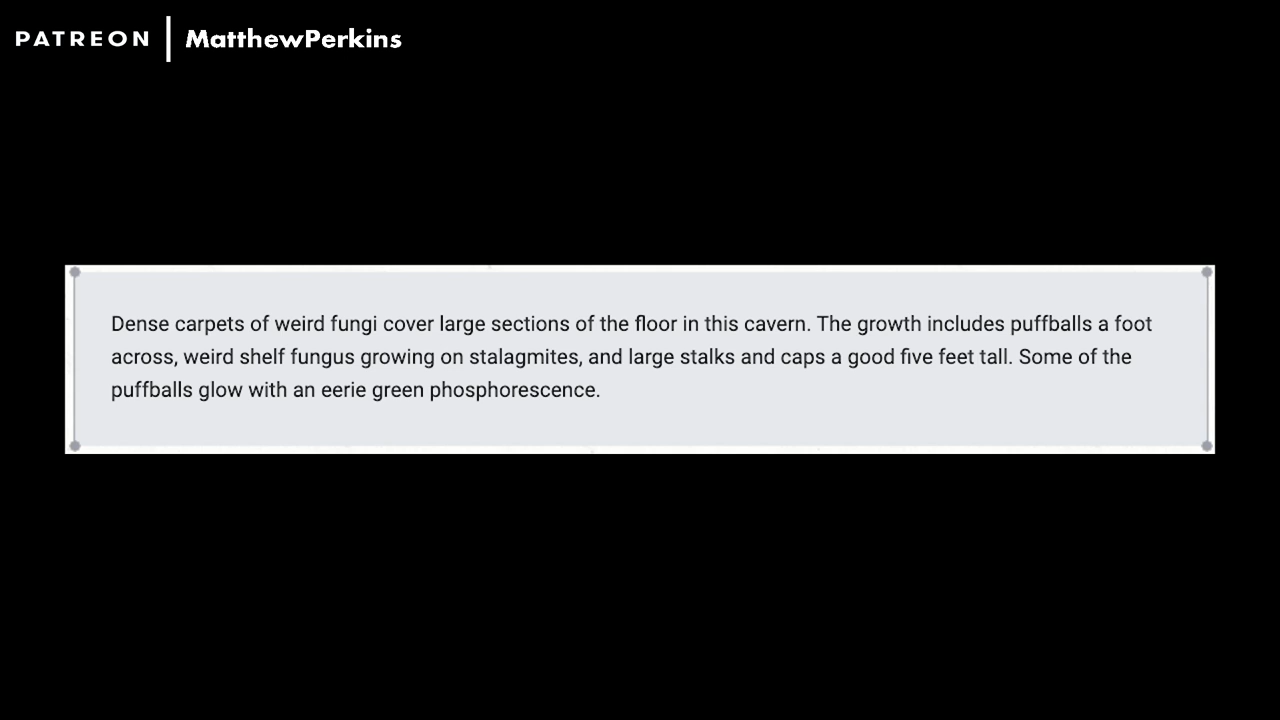 PATREON | MatthewPerkins
Dense carpets of weird fungi cover large sections of the floor in this cavern. The growth includes puffballs a foot
across, weird shelf fungus growing on stalagmites, and large stalks and caps a good five feet tall. Some of the
puffballs glow with an eerie green phosphorescence.